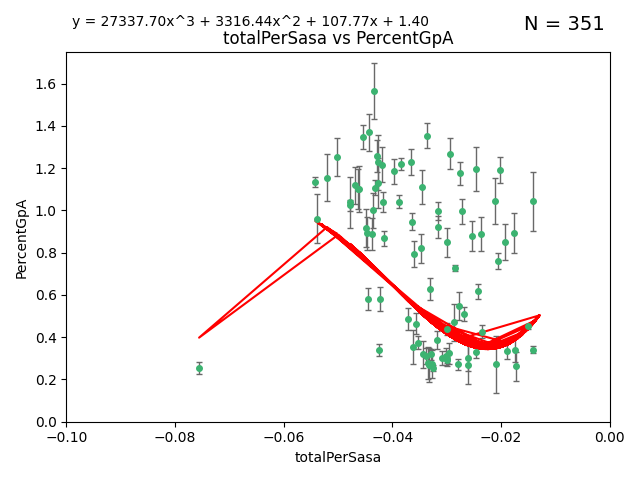 y = 27337.70x^3 + 3316.44x^2 + 107.77x + 1.40
N = 351
totalPerSasa vs PercentGpA
PercentGpA
1.6
1.4
1.2
1.0
0.8
0.6
0.4
0.2
0.0
−0.10 −0.08 −0.06 −0.04 −0.02 0.00
totalPerSasa